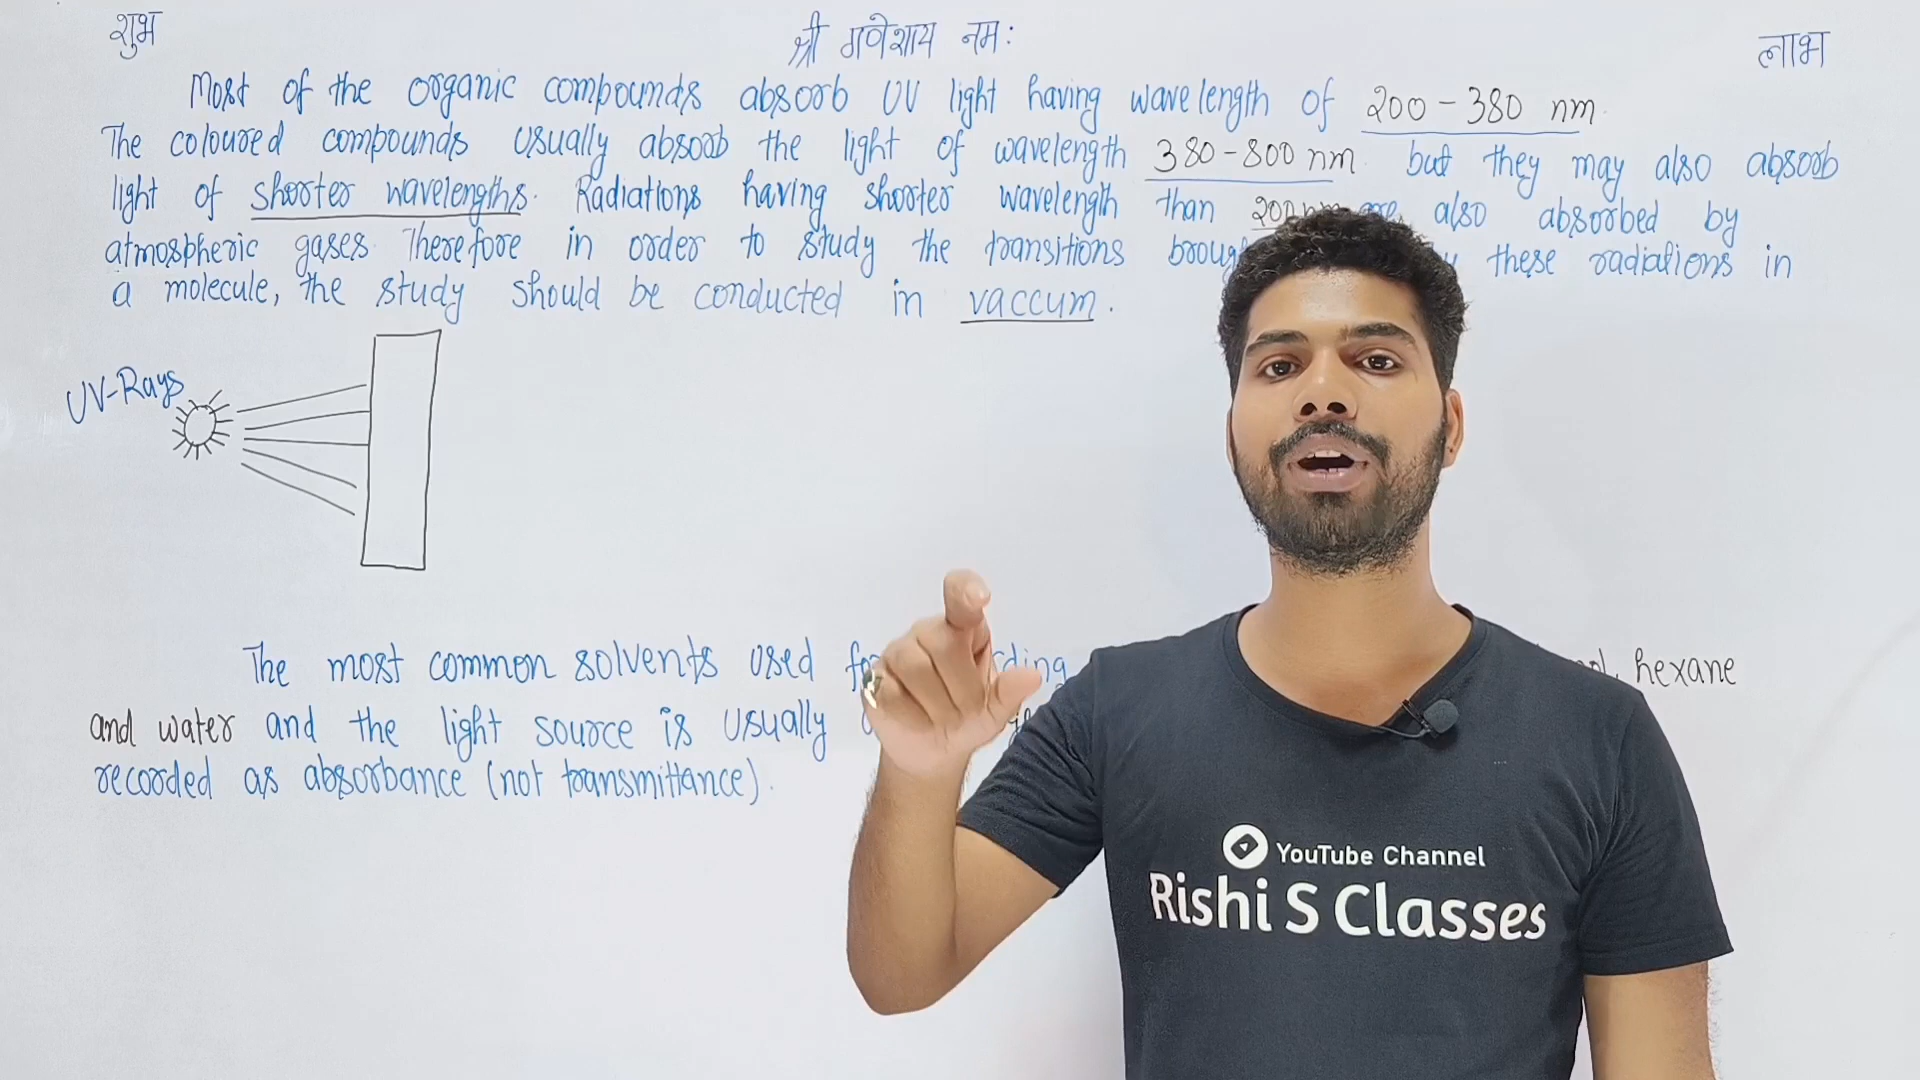 शुभ
श्री गणेशाय नमः
लाभ
Most of the organic compounds absorb UV light having wavelength of 200-380 nm.
The coloured compounds usually absorb the light of wavelength 380-800 nm but they may also absorb
light of shorter wavelengths. Radiations having shorter wavelength than 200nm are also absorbed by
atmospheric gases. Therefore in order to study the transitions these radiations in
a molecule, the study should be conducted in vaccum.
UV-Rays
The most common solvents used hexane
and water and the light source is usually
recorded as absorbance (not transmittance).
YouTube Channel
Rishi S Classes